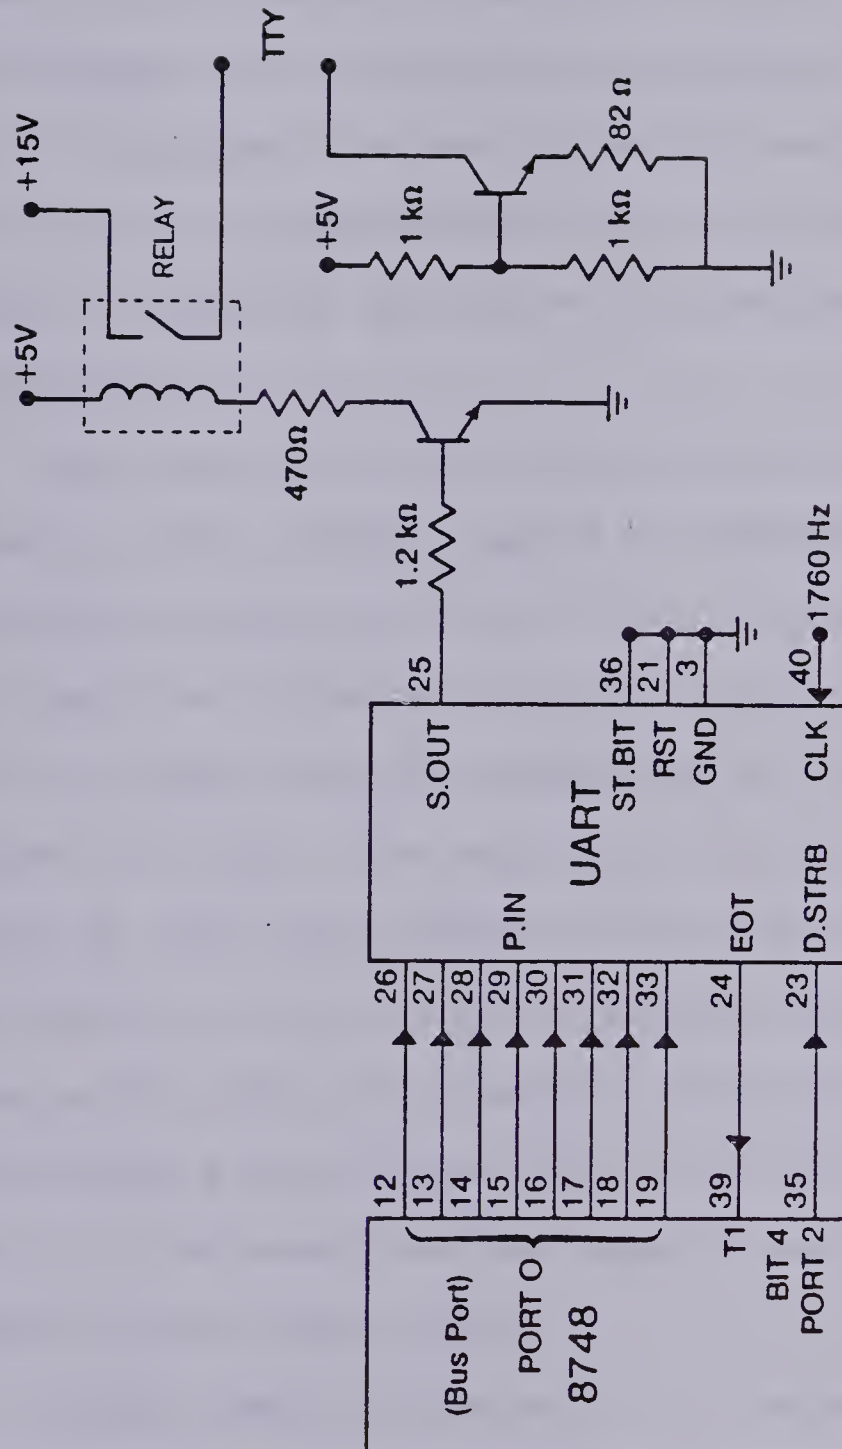 +15V
+5V
RELAY
TTY
+5V
470Ω
1 kΩ
1 kΩ
82 Ω
1.2 kΩ
25
S.OUT
36
ST.BIT
21
RST
3
GND
40
CLK
1760 Hz
UART
P.IN
EOT
D.STRB
26
27
28
29
30
31
32
33
24
23
12
13
14
15
16
17
18
19
39
35
(Bus Port)
PORT O
8748
T1
BIT 4
PORT 2